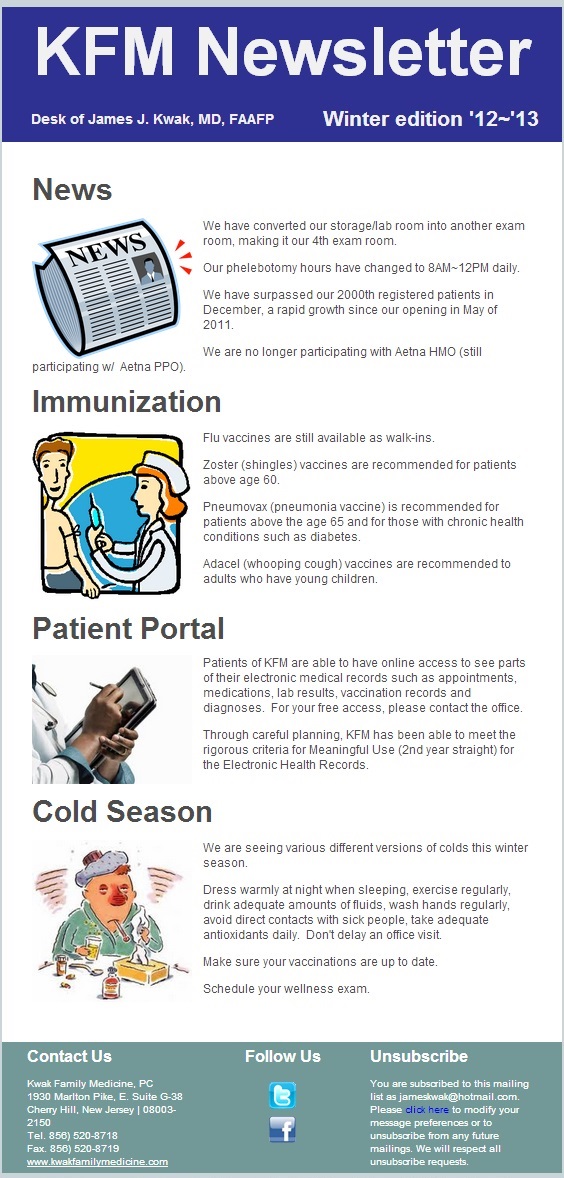 KFM Newsletter
Desk of James J. Kwak, MD, FAAFP
Winter edition '12~'13
News
NEWS
We have converted our storage/lab room into another exam
room, making it our 4th exam room.
Our phelebotomy hours have changed to 8AM~12PM daily.
We have surpassed our 2000th registered patients in
December, a rapid growth since our opening in May of
2011.
We are no longer participating with Aetna HMO (still
participating w/  Aetna PPO).
Immunization
Flu vaccines are still available as walk-ins.
Zoster (shingles) vaccines are recommended for patients
above age 60.
Pneumovax (pneumonia vaccine) is recommended for
patients above the age 65 and for those with chronic health
conditions such as diabetes.
Adacel (whooping cough) vaccines are recommended to
adults who have young children.
Patient Portal
Patients of KFM are able to have online access to see parts
of their electronic medical records such as appointments,
medications, lab results, vaccination records and
diagnoses.  For your free access, please contact the office.
Through careful planning, KFM has been able to meet the
rigorous criteria for Meaningful Use (2nd year straight) for
the Electronic Health Records.
Cold Season
We are seeing various different versions of colds this winter
season.
Dress warmly at night when sleeping, exercise regularly,
drink adequate amounts of fluids, wash hands regularly,
avoid direct contacts with sick people, take adequate
antioxidants daily.  Don't delay an office visit.
Make sure your vaccinations are up to date.
Schedule your wellness exam.
Contact Us
Kwak Family Medicine, PC
1930 Marlton Pike, E. Suite G-38
Cherry Hill, New Jersey | 08003-
2150
Tel. 856) 520-8718
Fax. 856) 520-8719
www.kwakfamilymedicine.com
Follow Us
Unsubscribe
You are subscribed to this mailing
list as jameskwak@hotmail.com.
Please click here to modify your
message preferences or to
unsubscribe from any future
mailings. We will respect all
unsubscribe requests.